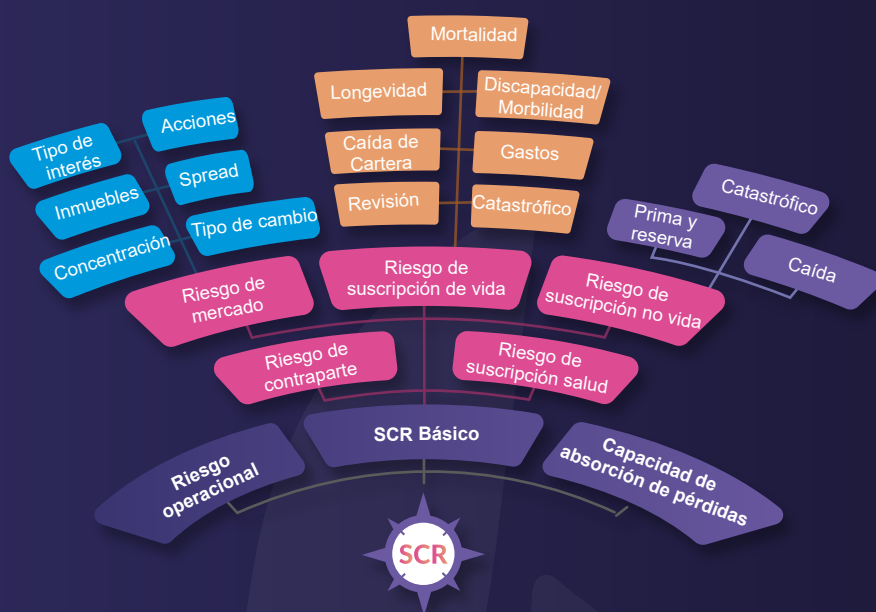 Mortalidad
Longevidad
Discapacidad/
Morbilidad
Caída de
Cartera
Gastos
Revisión
Catastrófico
Tipo de
interés
Acciones
Inmuebles
Spread
Concentración
Tipo de cambio
Prima y
reserva
Catastrófico
Caída
Riesgo de
mercado
Riesgo de
suscripción de vida
Riesgo de
suscripción no vida
Riesgo de
contraparte
Riesgo de
suscripción salud
Riesgo
operacional
SCR Básico
Capacidad de
absorción de pérdidas
SCR